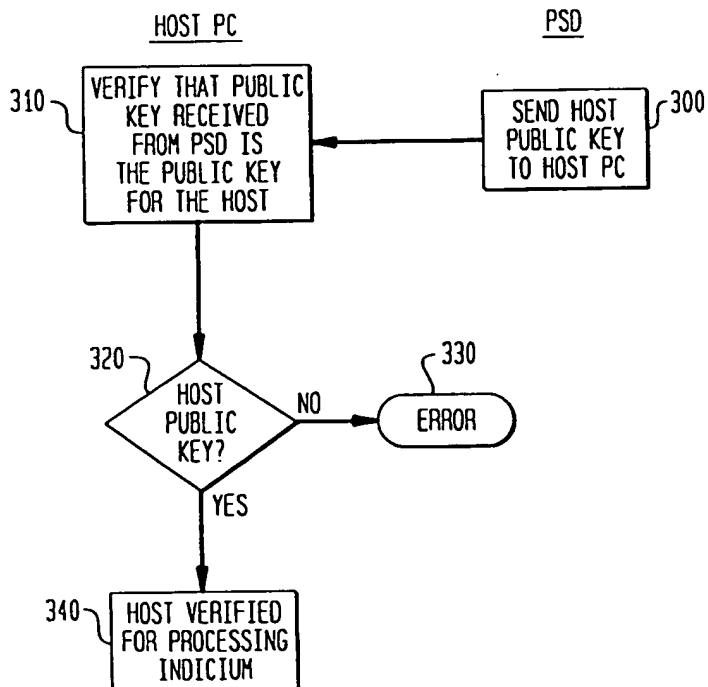 HOST PC
PSD
310
VERIFY THAT PUBLIC
KEY RECEIVED
FROM PSD IS
THE PUBLIC KEY
FOR THE HOST
300
SEND HOST
PUBLIC KEY
TO HOST PC
320
HOST
PUBLIC
KEY?
NO
330
ERROR
YES
340
HOST VERIFIED
FOR PROCESSING
INDICIUM